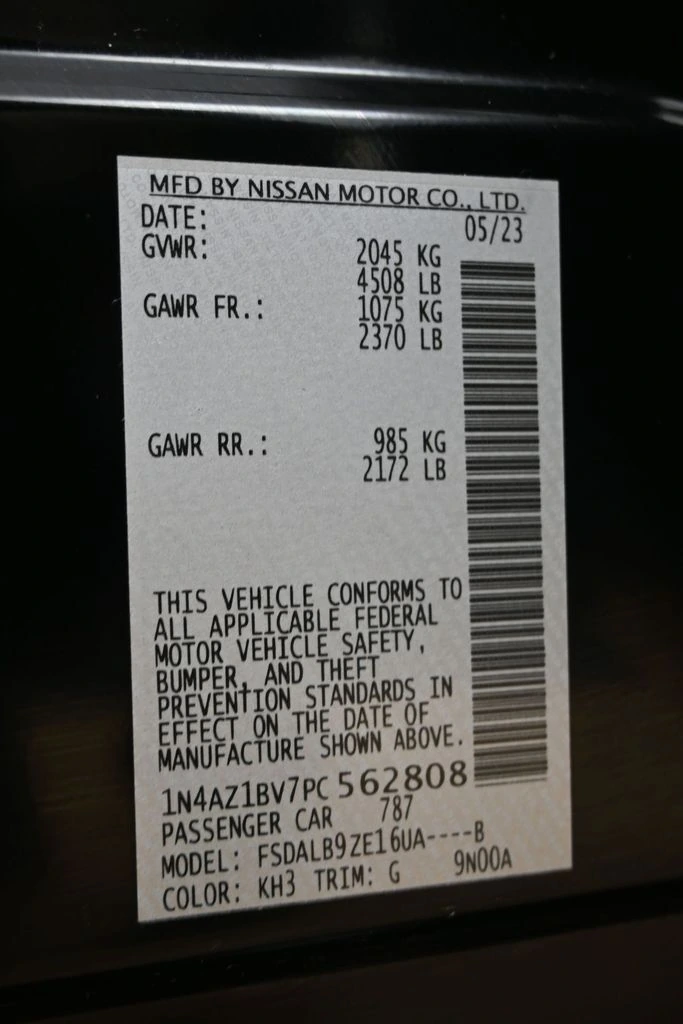 MFD BY NISSAN MOTOR CO., LTD.
DATE: 05/23
GVWR: 2045 KG
4508 LB
GAWR FR.: 1075 KG
2370 LB
GAWR RR.: 985 KG
2172 LB
THIS VEHICLE CONFORMS TO
ALL APPLICABLE FEDERAL
MOTOR VEHICLE SAFETY,
BUMPER, AND THEFT
PREVENTION STANDARDS IN
EFFECT ON THE DATE OF
MANUFACTURE SHOWN ABOVE.
1N4AZ1BV7PC562808
PASSENGER CAR 787
MODEL: FSDALB9ZE16UA----B
COLOR: KH3 TRIM: G 9N00A